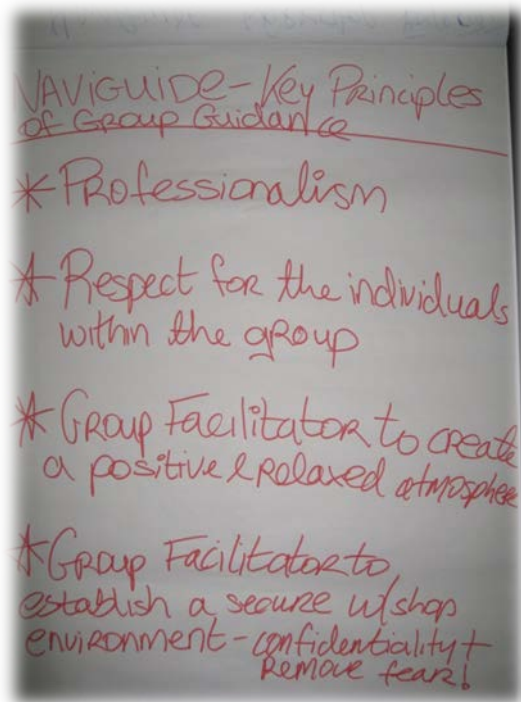 NAViGUiDE - Key Principles
of Group Guidance
* Professionalism
* Respect for the individuals
within the group
* Group Facilitator to create
a positive & relaxed atmosphere
* Group Facilitator to
establish a secure w/shop
environment - confidentiality +
Remove fear!